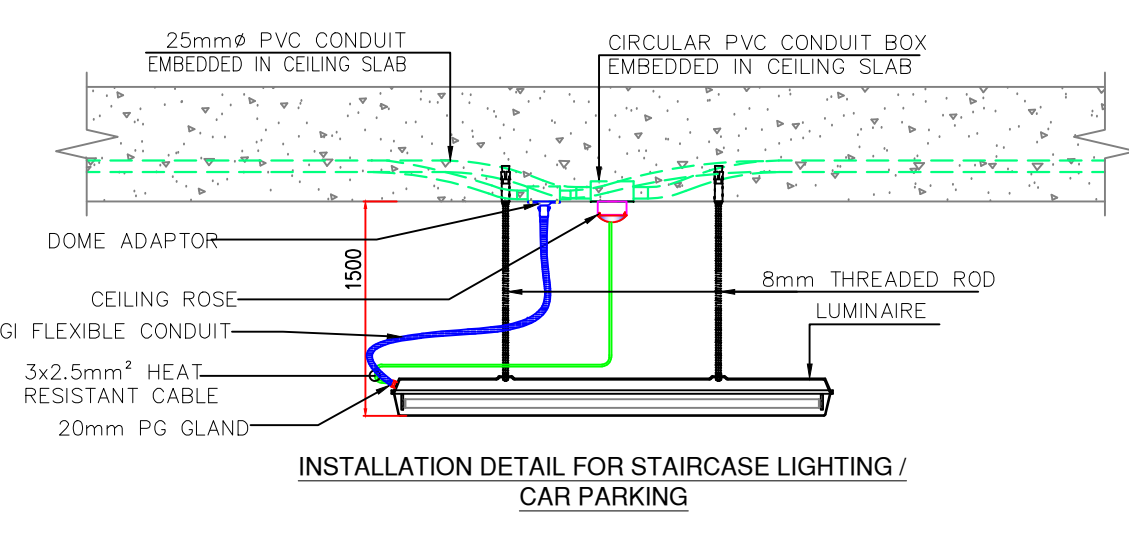 25mmø PVC CONDUIT
EMBEDDED IN CEILING SLAB
CIRCULAR PVC CONDUIT BOX
EMBEDDED IN CEILING SLAB
DOME ADAPTOR
1500
CEILING ROSE
8mm THREADED ROD
LUMINAIRE
GI FLEXIBLE CONDUIT
3x2.5mm² HEAT
RESISTANT CABLE
20mm PG GLAND
INSTALLATION DETAIL FOR STAIRCASE LIGHTING /
CAR PARKING